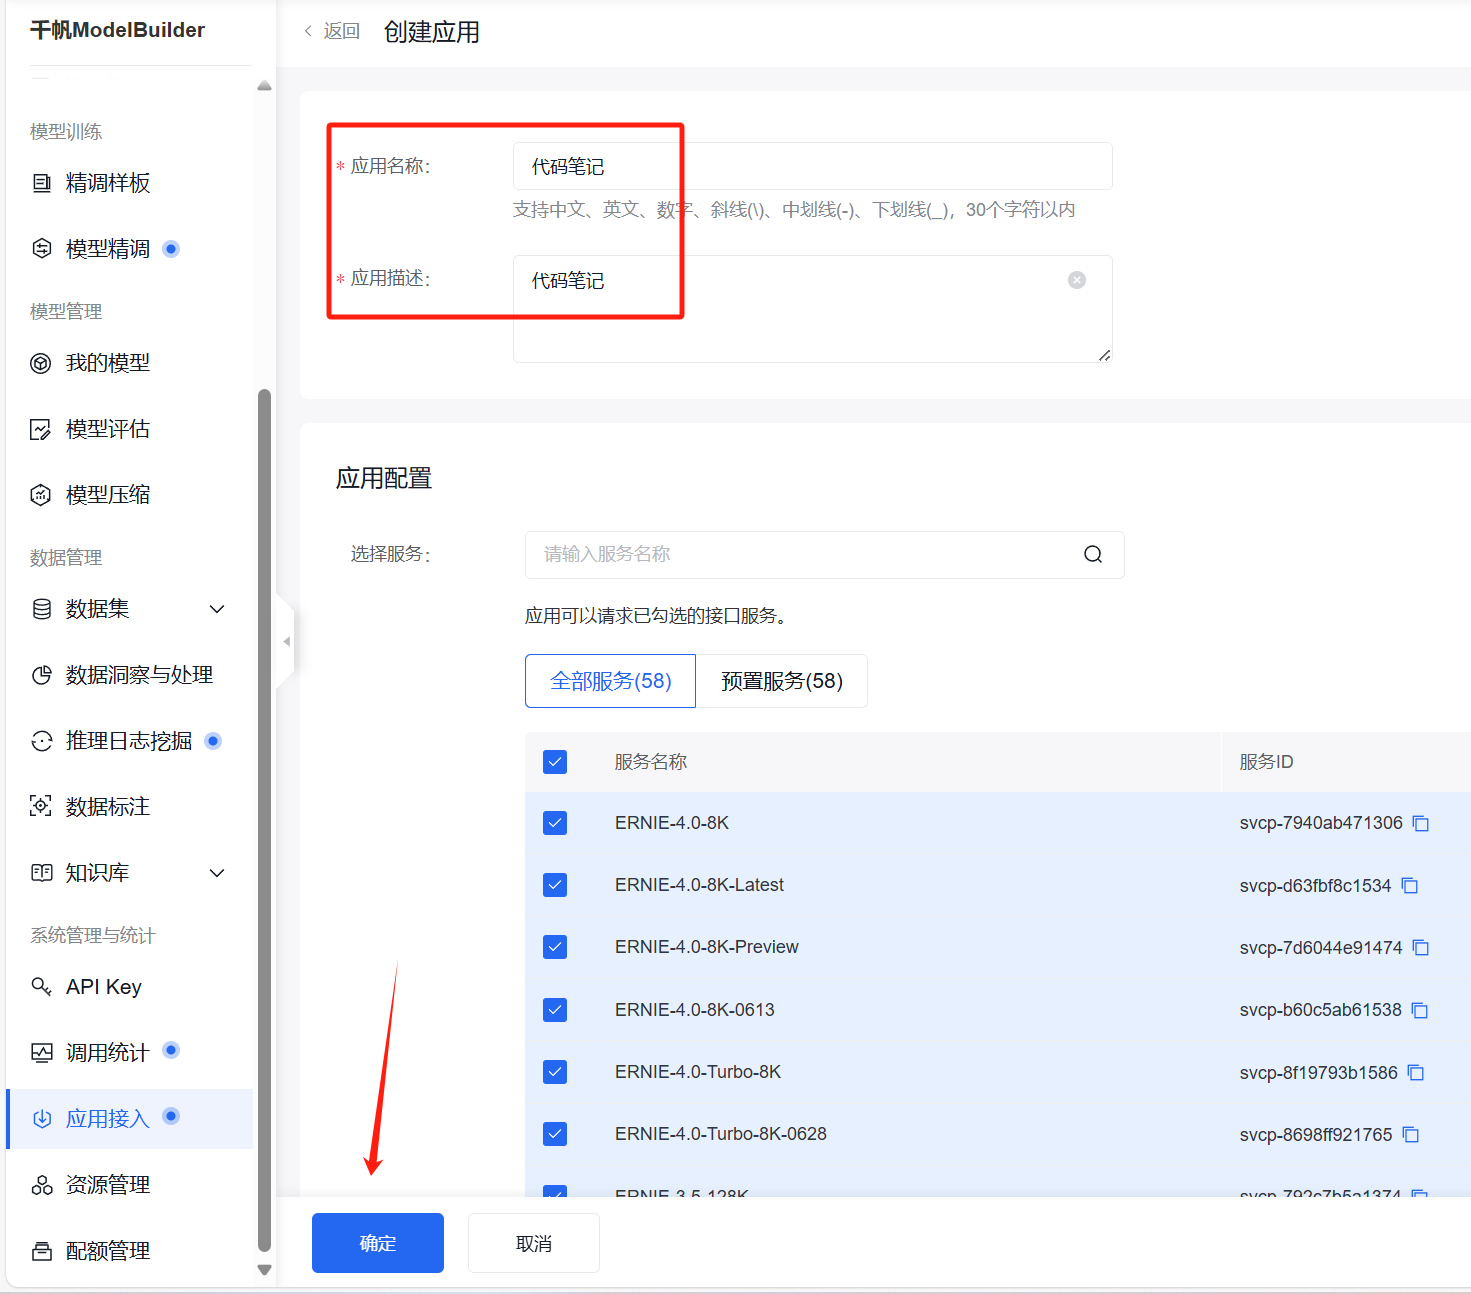 千帆ModelBuilder
模型训练
精调样板
模型精调
模型管理
我的模型
模型评估
模型压缩
数据管理
数据集
数据洞察与处理
推理日志挖掘
数据标注
知识库
系统管理与统计
API Key
调用统计
应用接入
资源管理
配额管理
返回 创建应用
* 应用名称： 代码笔记
支持中文、英文、数字、斜线(\)、中划线(-)、下划线(_)，30个字符以内
* 应用描述： 代码笔记
应用配置
选择服务： 请输入服务名称
应用可以请求已勾选的接口服务。
全部服务(58) 预置服务(58)
服务名称 服务ID
ERNIE-4.0-8K svcp-7940ab471306
ERNIE-4.0-8K-Latest svcp-d63fbf8c1534
ERNIE-4.0-8K-Preview svcp-7d6044e91474
ERNIE-4.0-8K-0613 svcp-b60c5ab61538
ERNIE-4.0-Turbo-8K svcp-8f19793b1586
ERNIE-4.0-Turbo-8K-0628 svcp-8698ff921765
ERNIE-3.5-128K svcp-792c7b5a1374
确定 取消